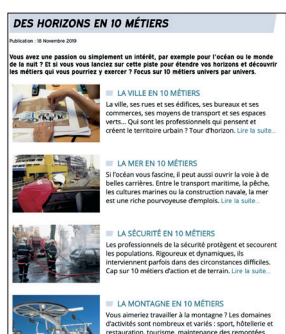 DES HORIZONS EN 10 MÉTIERS
Publication : 18 Novembre 2019
Vous avez une passion ou simplement un intérêt, par exemple pour l'océan ou le monde
de la nuit ? Et si vous vous lanciez sur cette piste pour étendre vos horizons et découvrir
les métiers qui vous pourriez y exercer ? Focus sur 10 métiers univers par univers.
LA VILLE EN 10 MÉTIERS
La ville, ses rues et ses édifices, ses bureaux et ses
commerces, ses moyens de transport et ses espaces
verts... Qui sont les professionnels qui pensent et
créent le territoire urbain ? Tour d'horizon. Lire la suite...
LA MER EN 10 MÉTIERS
Si l'océan vous fascine, il peut aussi ouvrir la voie à de
belles carrières. Entre le transport maritime, la pêche,
les cultures marines ou la construction navale, la mer
est une riche pourvoyeuse d'emplois. Lire la suite...
LA SÉCURITÉ EN 10 MÉTIERS
Les professionnels de la sécurité protègent et secourent
les populations. Rigoureux et dynamiques, ils
interviennent parfois dans des circonstances difficiles.
Cap sur 10 métiers d'action et de terrain. Lire la suite...
LA MONTAGNE EN 10 MÉTIERS
Vous aimeriez travailler à la montagne ? Les domaines
d'activités sont nombreux et variés : sport, hôtellerie et
restauration, tourisme, maintenance des remontées